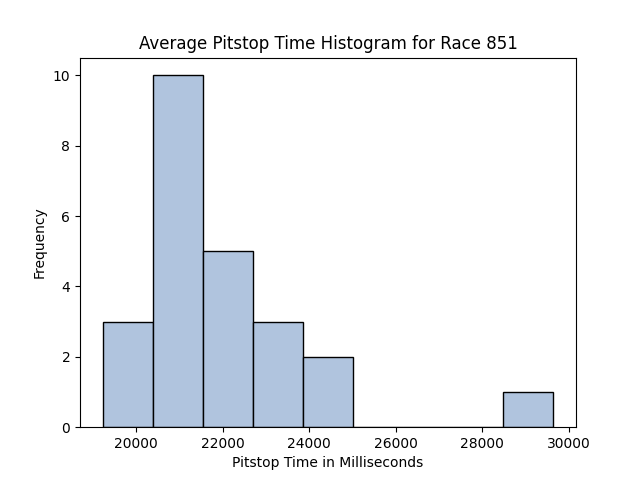 Average Pitstop Time Histogram for Race 851
10
8
6
4
2
0
Frequency
20000 22000 24000 26000 28000 30000
Pitstop Time in Milliseconds